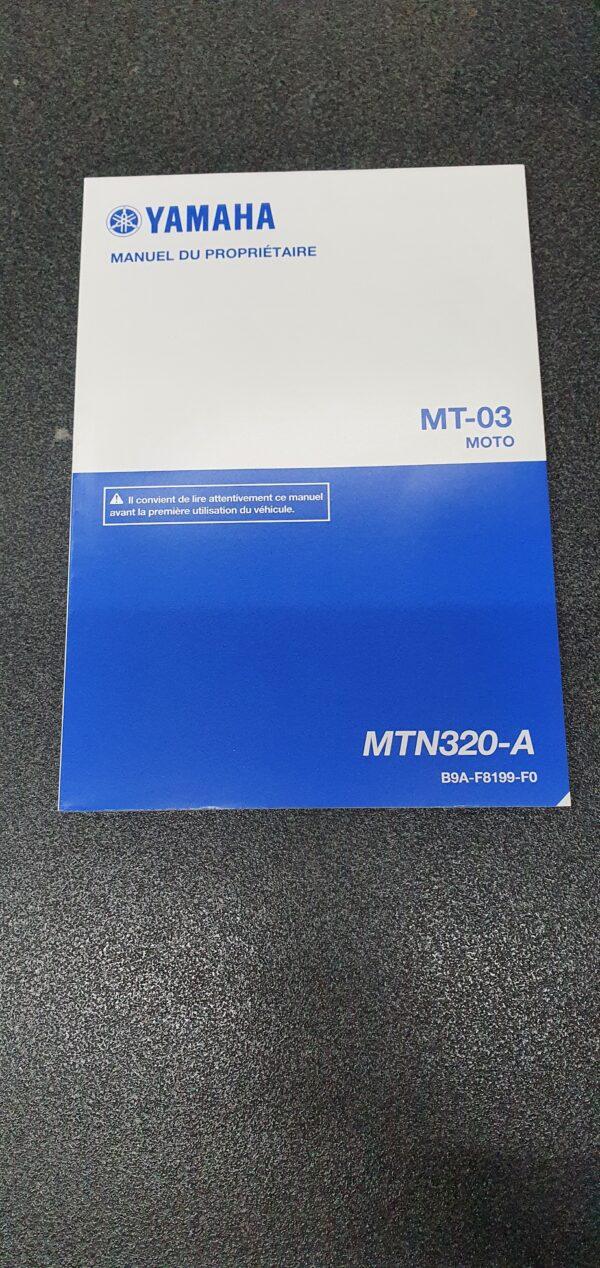 YAMAHA
MANUEL DU PROPRIÉTAIRE
MT-03
MOTO
Il convient de lire attentivement ce manuel
avant la première utilisation du véhicule.
MTN320-A
B9A-F8199-F0